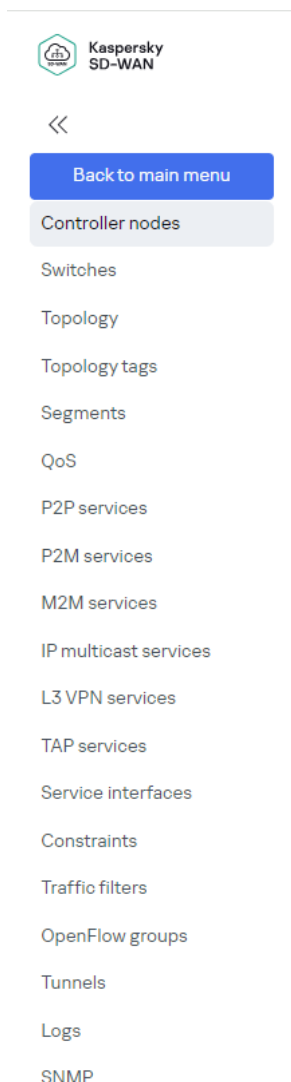 Kaspersky
SD-WAN
Back to main menu
Controller nodes
Switches
Topology
Topology tags
Segments
QoS
P2P services
P2M services
M2M services
IP multicast services
L3 VPN services
TAP services
Service interfaces
Constraints
Traffic filters
OpenFlow groups
Tunnels
Logs
SNMP